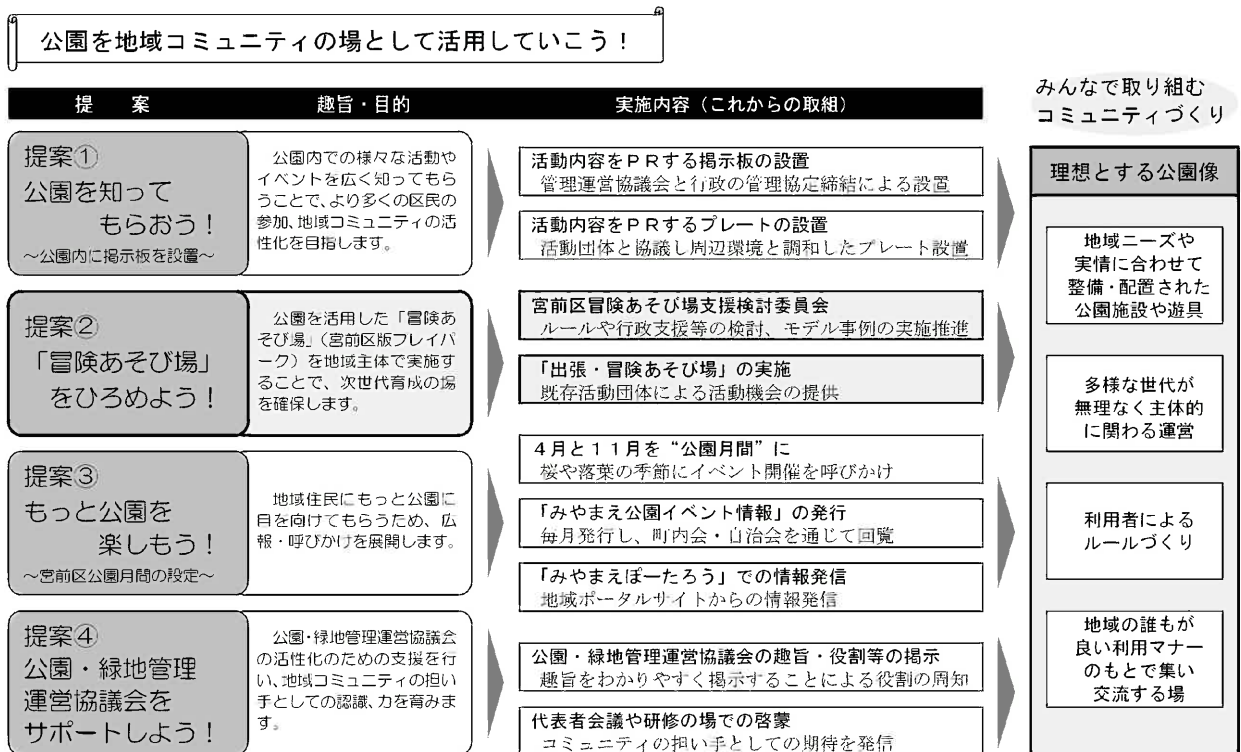 公園を地域コミュニティの場として活用していこう！
提　案
趣旨・目的
実施内容（これからの取組）
みんなで取り組む
コミュニティづくり
提案①
公園を知って
もらおう！
～公園内に掲示板を設置～
公園内での様々な活動や
イベントを広く知ってもら
うことで、より多くの区民の
参加、地域コミュニティの活
性化を目指します。
活動内容をＰＲする掲示板の設置
管理運営協議会と行政の管理協定締結による設置
活動内容をＰＲするプレートの設置
活動団体と協議し周辺環境と調和したプレート設置
提案②
「冒険あそび場」
をひろめよう！
公園を活用した「冒険あ
そび場」（宮前区版プレイパ
ーク）を地域主体で実施す
ることで、次世代育成の場
を確保します。
宮前区冒険あそび場支援検討委員会
ルールや行政支援等の検討、モデル事例の実施推進
「出張・冒険あそび場」の実施
既存活動団体による活動機会の提供
提案③
もっと公園を
楽しもう！
～宮前区公園月間の設定～
地域住民にもっと公園に
目を向けてもらうため、広
報・呼びかけを展開します。
４月と１１月を“公園月間”に
桜や落葉の季節にイベント開催を呼びかけ
「みやまえ公園イベント情報」の発行
毎月発行し、町内会・自治会を通じて回覧
「みやまえぽーたろう」での情報発信
地域ポータルサイトからの情報発信
提案④
公園・緑地管理
運営協議会を
サポートしよう！
公園・緑地管理運営協議会
の活性化のための支援を行
い、地域コミュニティの担い
手としての認識、力を育みま
す。
公園・緑地管理運営協議会の趣旨・役割等の掲示
趣旨をわかりやすく掲示することによる役割の周知
代表者会議や研修の場での啓蒙
コミュニティの担い手としての期待を発信
理想とする公園像
地域ニーズや
実情に合わせて
整備・配置された
公園施設や遊具
多様な世代が
無理なく主体的
に関わる運営
利用者による
ルールづくり
地域の誰もが
良い利用マナー
のもとで集い
交流する場